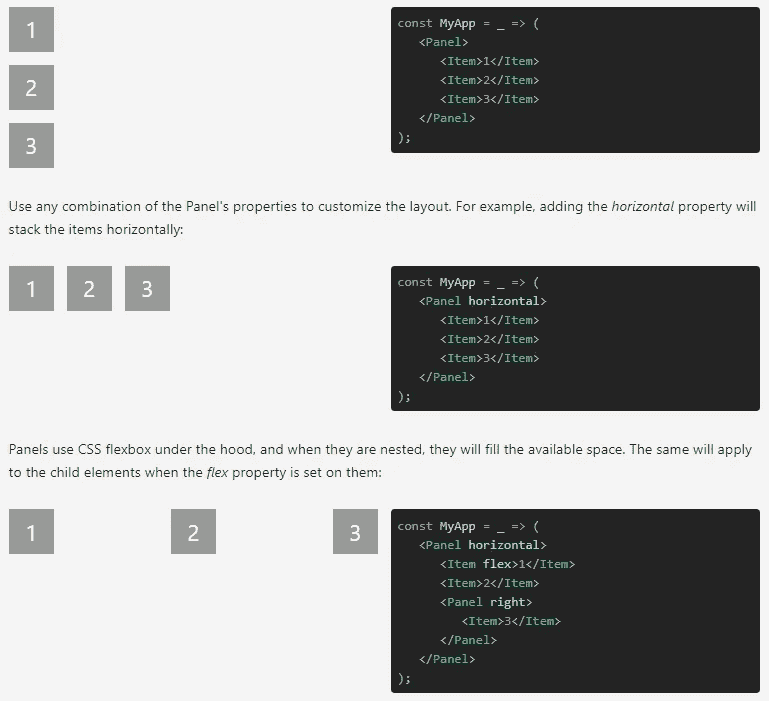 1
2
3
const MyApp = _ => (
<Panel>
<Item>1</Item>
<Item>2</Item>
<Item>3</Item>
</Panel>
);
Use any combination of the Panel's properties to customize the layout. For example, adding the horizontal property will
stack the items horizontally:
1 2 3
const MyApp = _ => (
<Panel horizontal>
<Item>1</Item>
<Item>2</Item>
<Item>3</Item>
</Panel>
);
Panels use CSS flexbox under the hood, and when they are nested, they will fill the available space. The same will apply
to the child elements when the flex property is set on them:
1 2 3
const MyApp = _ => (
<Panel horizontal>
<Item flex>1</Item>
<Item>2</Item>
<Panel right>
<Item>3</Item>
</Panel>
</Panel>
);